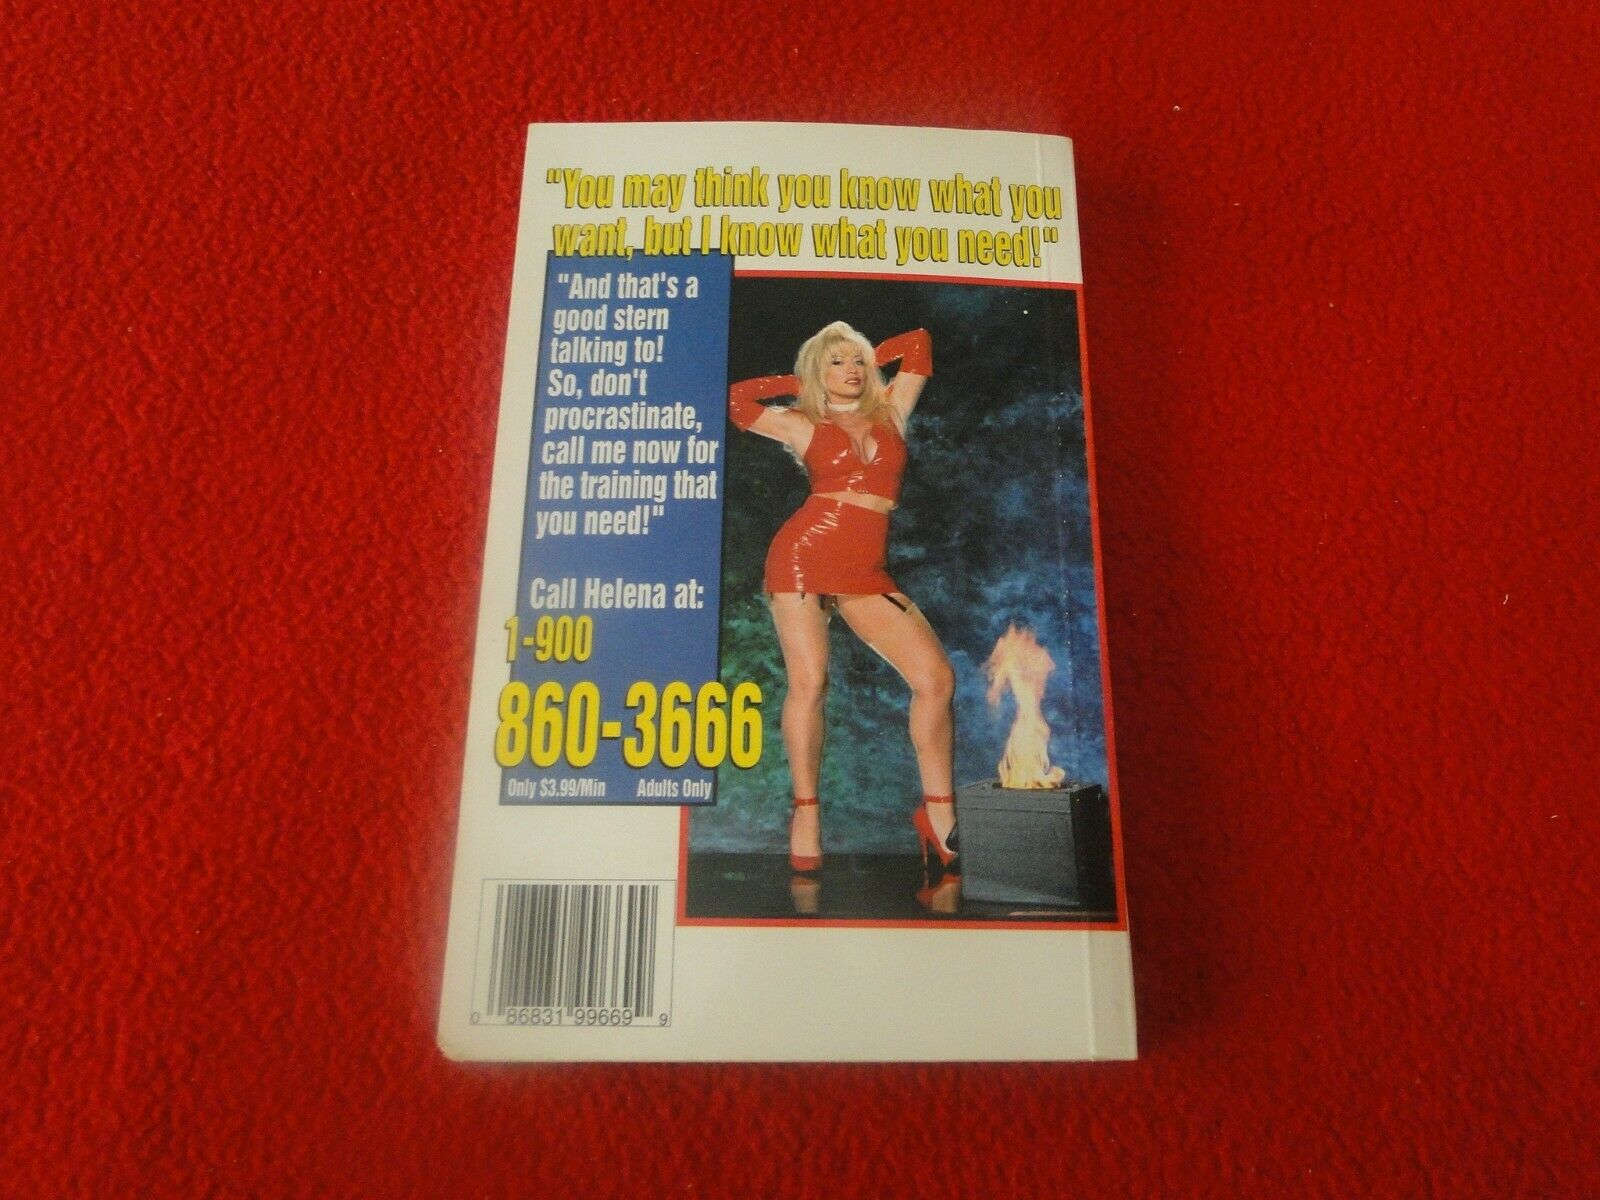 "You may think you know what you
want, but I know what you need!"
"And that's a
good stern
talking to!
So, don't
procrastinate,
call me now for
the training that
you need!"
Call Helena at:
1-900
860-3666
Only $3.99/Min Adults Only
0 86831 99669 9